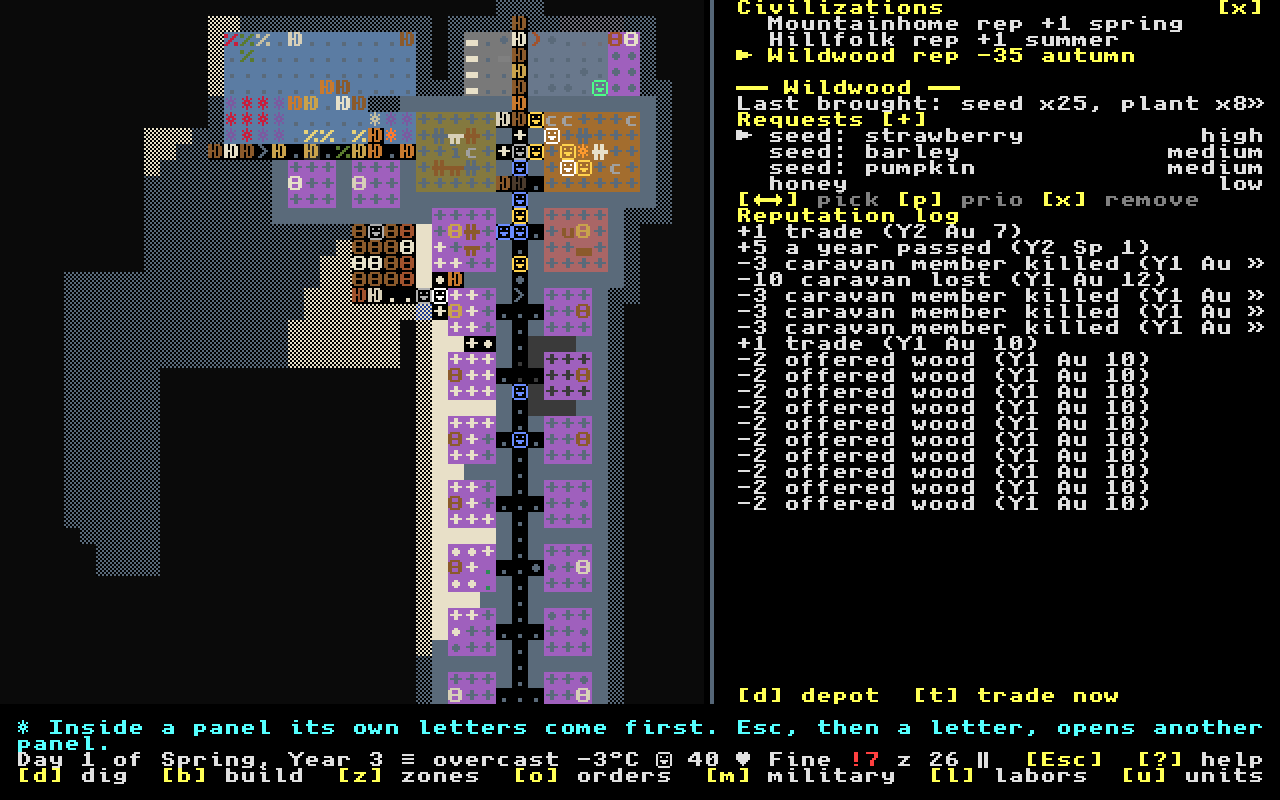 Civilizations [x]
Mountainhome rep +1 spring
Hillfolk rep +1 summer
► Wildwood rep -35 autumn
── Wildwood ──
Last brought: seed x25, plant x8»
Requests [+]
► seed: strawberry high
seed: barley medium
seed: pumpkin medium
honey low
[↔] pick [p] prio [x] remove
Reputation log
+1 trade (Y2 Au 7)
+5 a year passed (Y2 Sp 1)
-3 caravan member killed (Y1 Au »
-10 caravan lost (Y1 Au 12)
-3 caravan member killed (Y1 Au »
-3 caravan member killed (Y1 Au »
-3 caravan member killed (Y1 Au »
+1 trade (Y1 Au 10)
-2 offered wood (Y1 Au 10)
-2 offered wood (Y1 Au 10)
-2 offered wood (Y1 Au 10)
-2 offered wood (Y1 Au 10)
-2 offered wood (Y1 Au 10)
-2 offered wood (Y1 Au 10)
-2 offered wood (Y1 Au 10)
-2 offered wood (Y1 Au 10)
-2 offered wood (Y1 Au 10)
-2 offered wood (Y1 Au 10)
[d] depot [t] trade now
* Inside a panel its own letters come first. Esc, then a letter, opens another
panel.
Day 1 of Spring, Year 3 ≡ overcast -3°C ☺ 40 ♥ Fine !7 z 26 ‖ [Esc] [?] help
[d] dig [b] build [z] zones [o] orders [m] military [l] labors [u] units